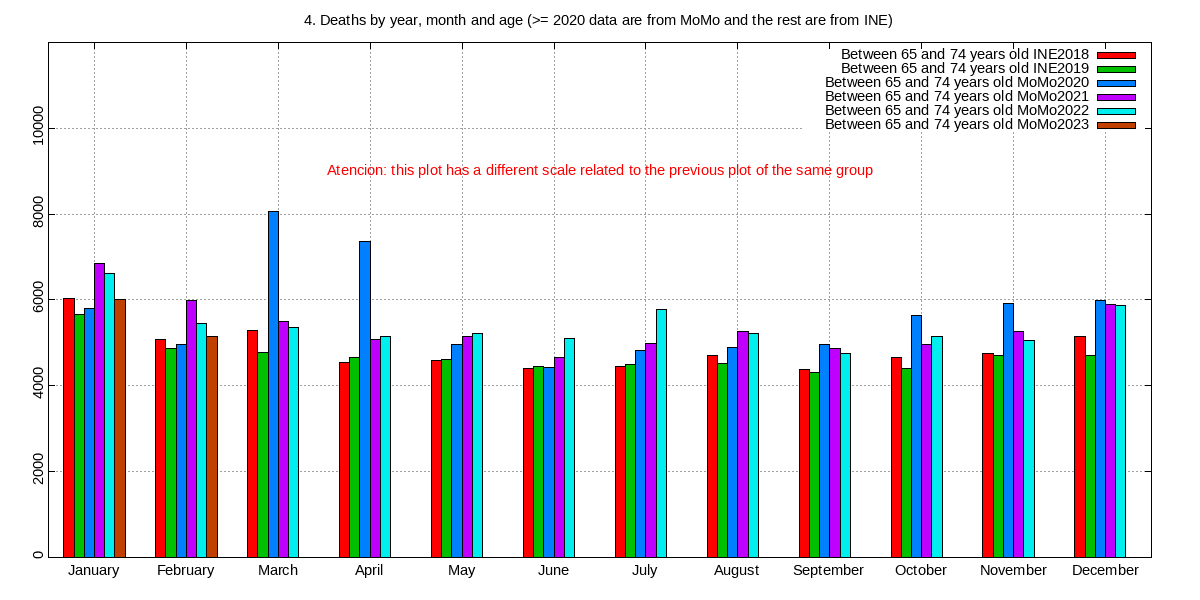 4. Deaths by year, month and age (>= 2020 data are from MoMo and the rest are from INE)
Between 65 and 74 years old INE2018
Between 65 and 74 years old INE2019
Between 65 and 74 years old MoMo2020
Between 65 and 74 years old MoMo2021
Between 65 and 74 years old MoMo2022
Between 65 and 74 years old MoMo2023
Atencion: this plot has a different scale related to the previous plot of the same group
10000
8000
6000
4000
2000
0
January February March April May June July August September October November December